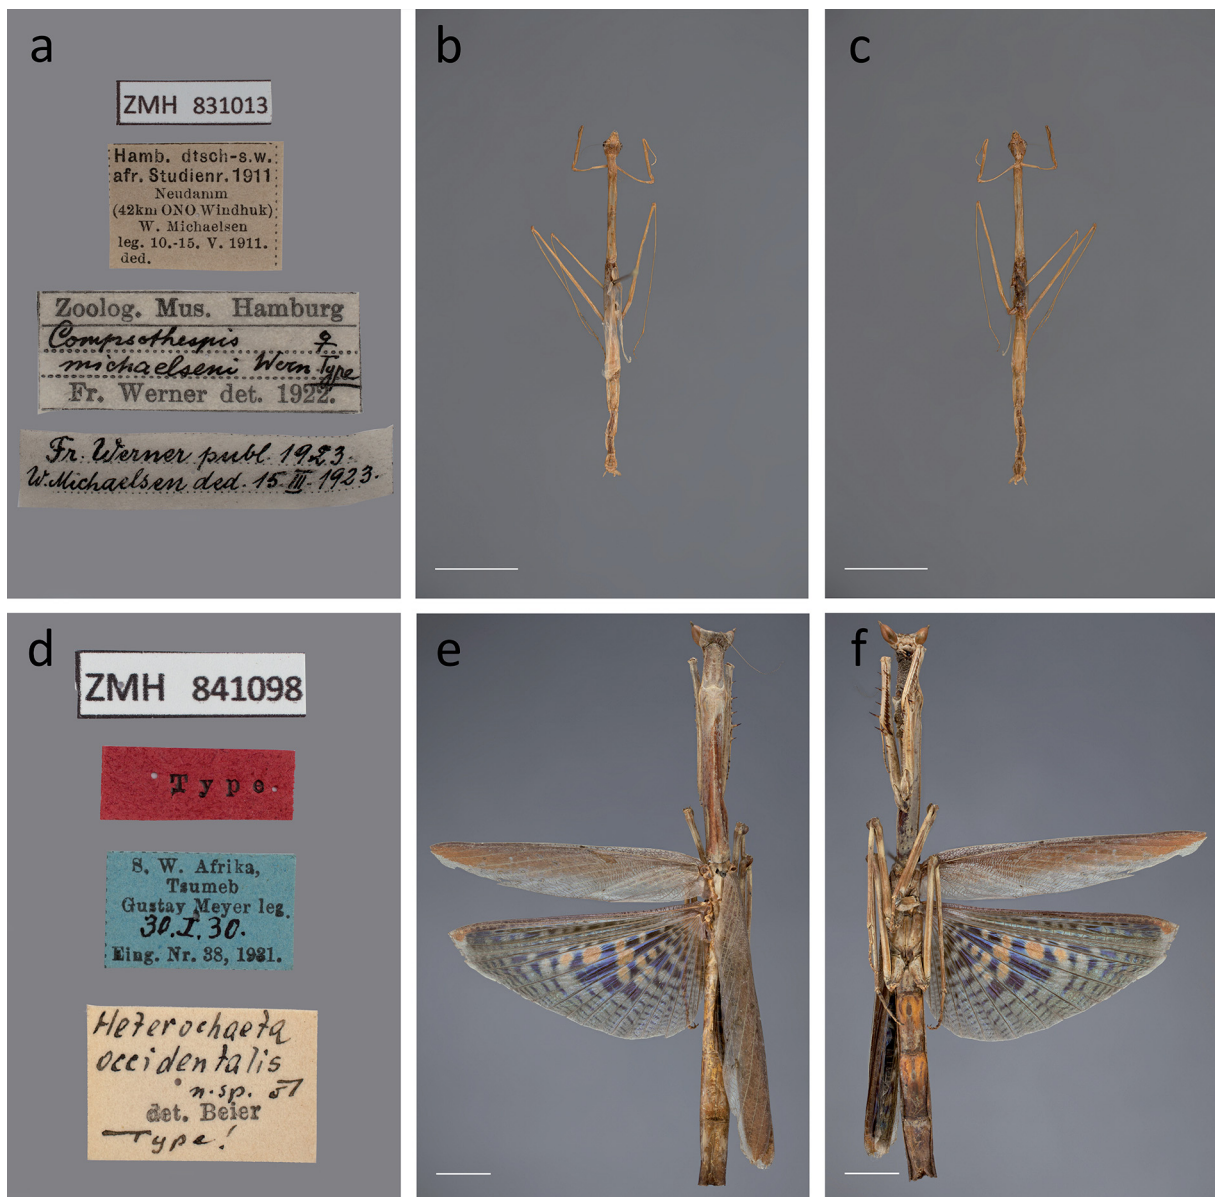 a
ZMH 831013
Hamb. dtsch-s.w.
afr. Studienr. 1911
Neudamm
(42km ONO Windhuk)
W. Michaelsen
leg. 10.-15. V. 1911.
ded.
Zoolog. Mus. Hamburg
Compsothespis ♀
michaelseni Wern Type
Fr. Werner det. 1922.
Fr. Werner publ. 1923.
W. Michaelsen ded. 15. III. 1923.
b
c
d
ZMH 841098
Type.
S. W. Afrika,
Tsumeb
Gustav Meyer leg.
30.I.30.
Eing. Nr. 38, 1931.
Heterochaeta
occidentalis
n. sp. ♂
det. Beier
Type!
e
f